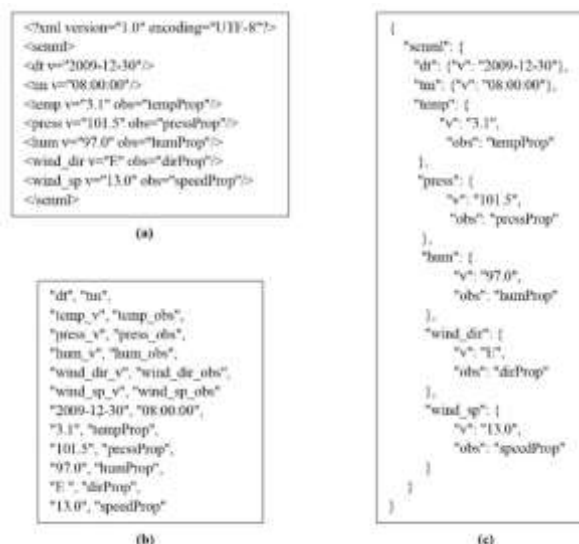 <?xml version="1.0" encoding="UTF-8"?>
<senml>
<dt v="2009-12-30"/>
<tm v="08:00:00"/>
<temp v="3.1" obs="tempProp"/>
<press v="101.5" obs="pressProp"/>
<hum v="97.0" obs="humProp"/>
<wind_dir v="E" obs="dirProp"/>
<wind_sp v="13.0" obs="speedProp"/>
</senml>
(a)
"dt", "tm",
"temp_v", "temp_obs",
"press_v", "press_obs",
"hum_v", "hum_obs",
"wind_dir_v", "wind_dir_obs",
"wind_sp_v", "wind_sp_obs"
"2009-12-30", "08:00:00",
"3.1", "tempProp",
"101.5", "pressProp",
"97.0", "humProp",
"E ", "dirProp",
"13.0", "speedProp"
(b)
{
"senml": {
"dt": {"v": "2009-12-30"},
"tm": {"v": "08:00:00"},
"temp": {
"v": "3.1",
"obs": "tempProp"
},
"press": {
"v": "101.5",
"obs": "pressProp"
},
"hum": {
"v": "97.0",
"obs": "humProp"
},
"wind_dir": {
"v": "E",
"obs": "dirProp"
},
"wind_sp": {
"v": "13.0",
"obs": "speedProp"
}
}
}
(c)